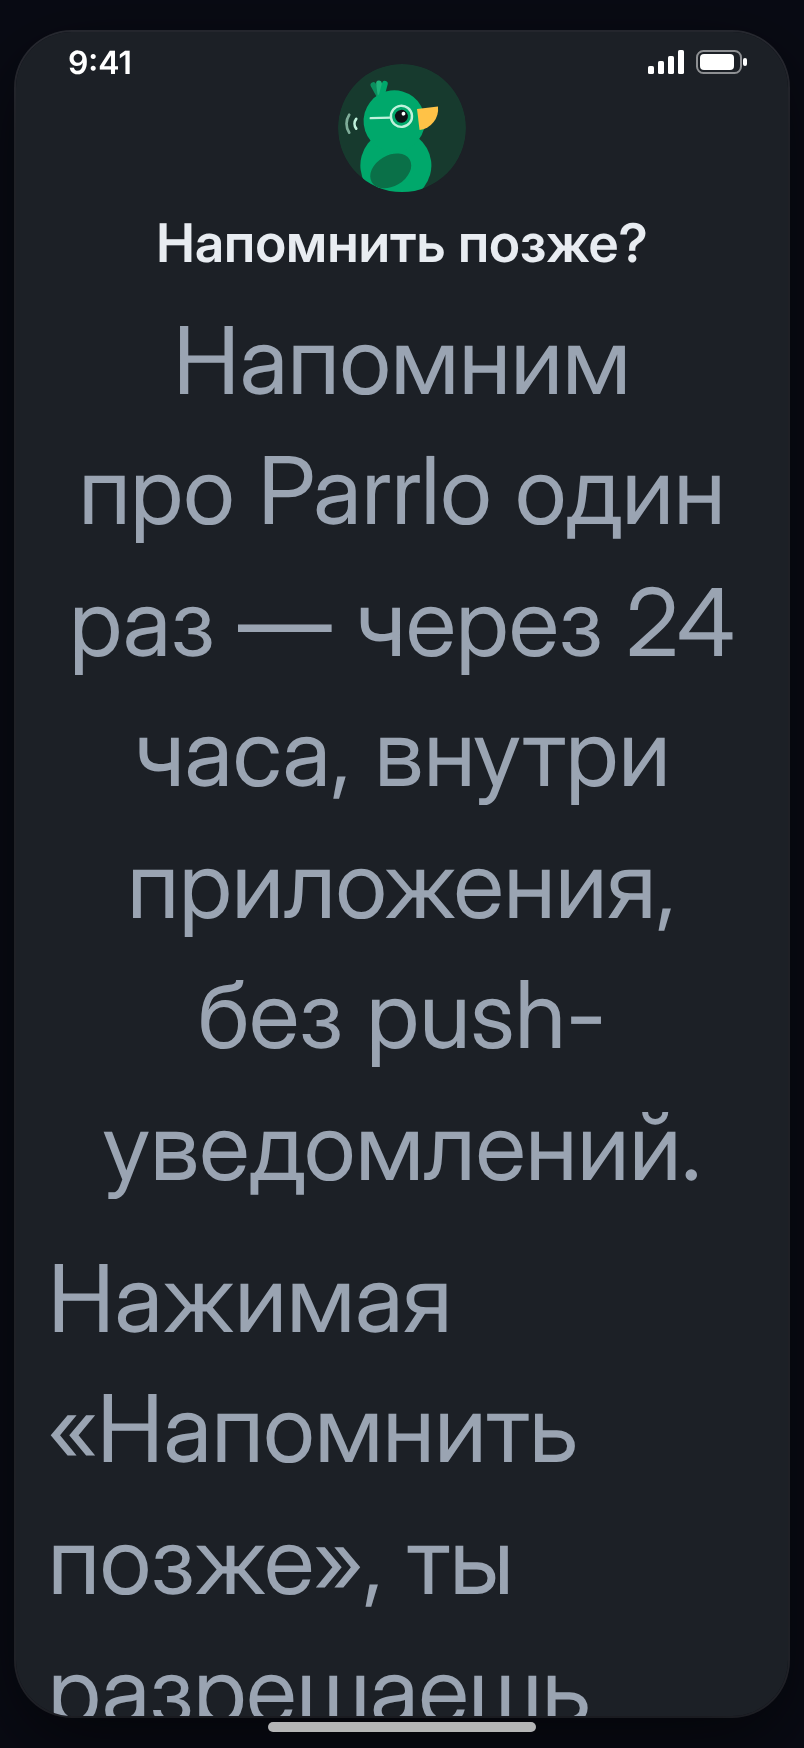 9:41
Напомнить позже?
Напомним
про Parrlo один
раз — через 24
часа, внутри
приложения,
без push-
уведомлений.
Нажимая
«Напомнить
позже», ты
разрешаешь